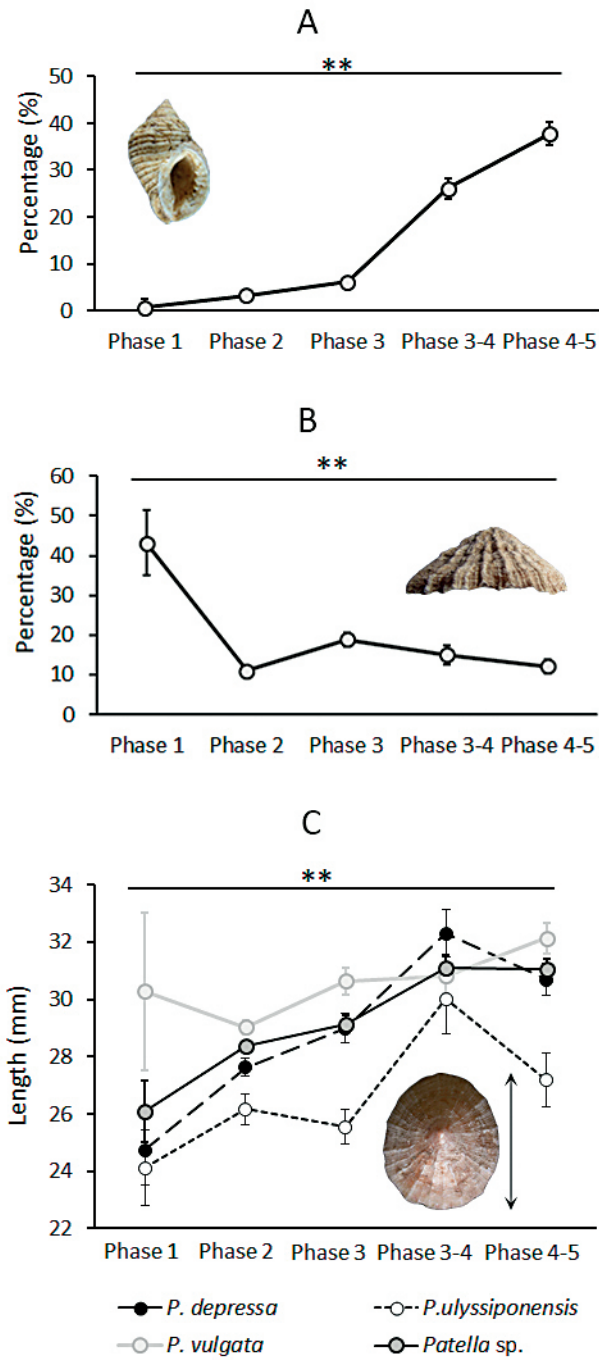 A
**
50
40
30
20
10
0
Percentage (%)
Phase 1 Phase 2 Phase 3 Phase 3-4 Phase 4-5
B
**
60
50
40
30
20
10
0
Percentage (%)
Phase 1 Phase 2 Phase 3 Phase 3-4 Phase 4-5
C
**
34
32
30
28
26
24
22
Length (mm)
Phase 1 Phase 2 Phase 3 Phase 3-4 Phase 4-5
P. depressa P.ulyssiponensis
P. vulgata Patella sp.